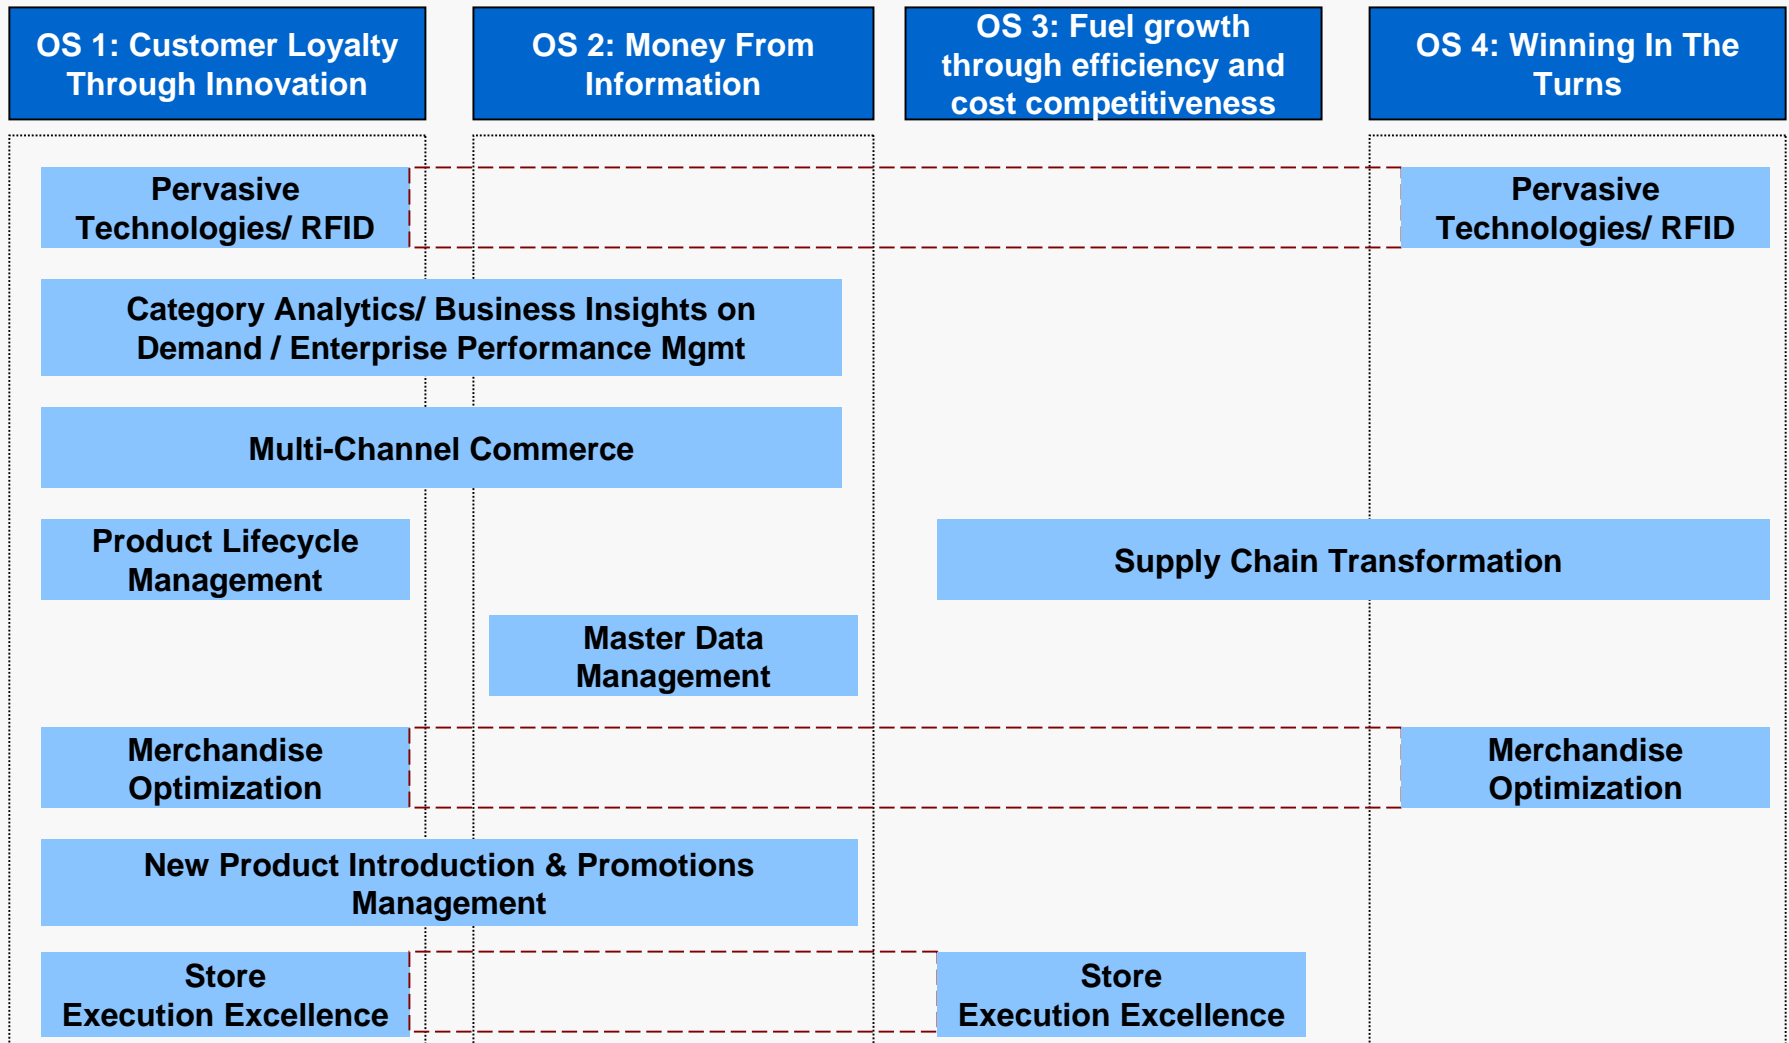 OS 1: Customer Loyalty
Through Innovation
OS 2: Money From
Information
OS 3: Fuel growth
through efficiency and
cost competitiveness
OS 4: Winning In The
Turns
Pervasive
Technologies/ RFID
Pervasive
Technologies/ RFID
Category Analytics/ Business Insights on
Demand / Enterprise Performance Mgmt
Multi-Channel Commerce
Product Lifecycle
Management
Supply Chain Transformation
Master Data
Management
Merchandise
Optimization
Merchandise
Optimization
New Product Introduction & Promotions
Management
Store
Execution Excellence
Store
Execution Excellence